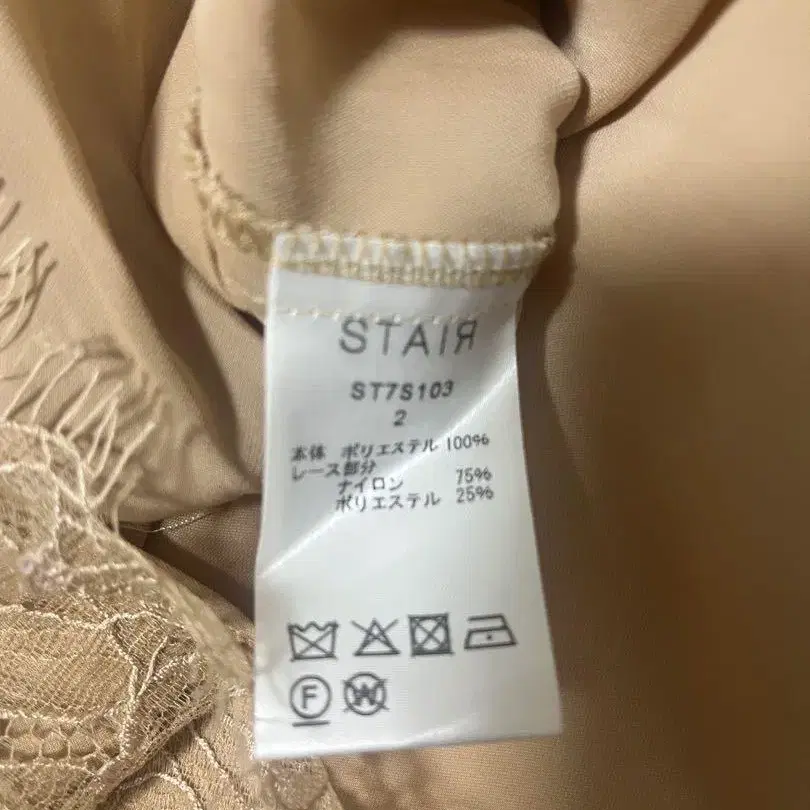 STAIR
ST7S103
2
本体 ポリエステル 100%
レース部分
ナイロン 75%
ポリエステル 25%
F
W